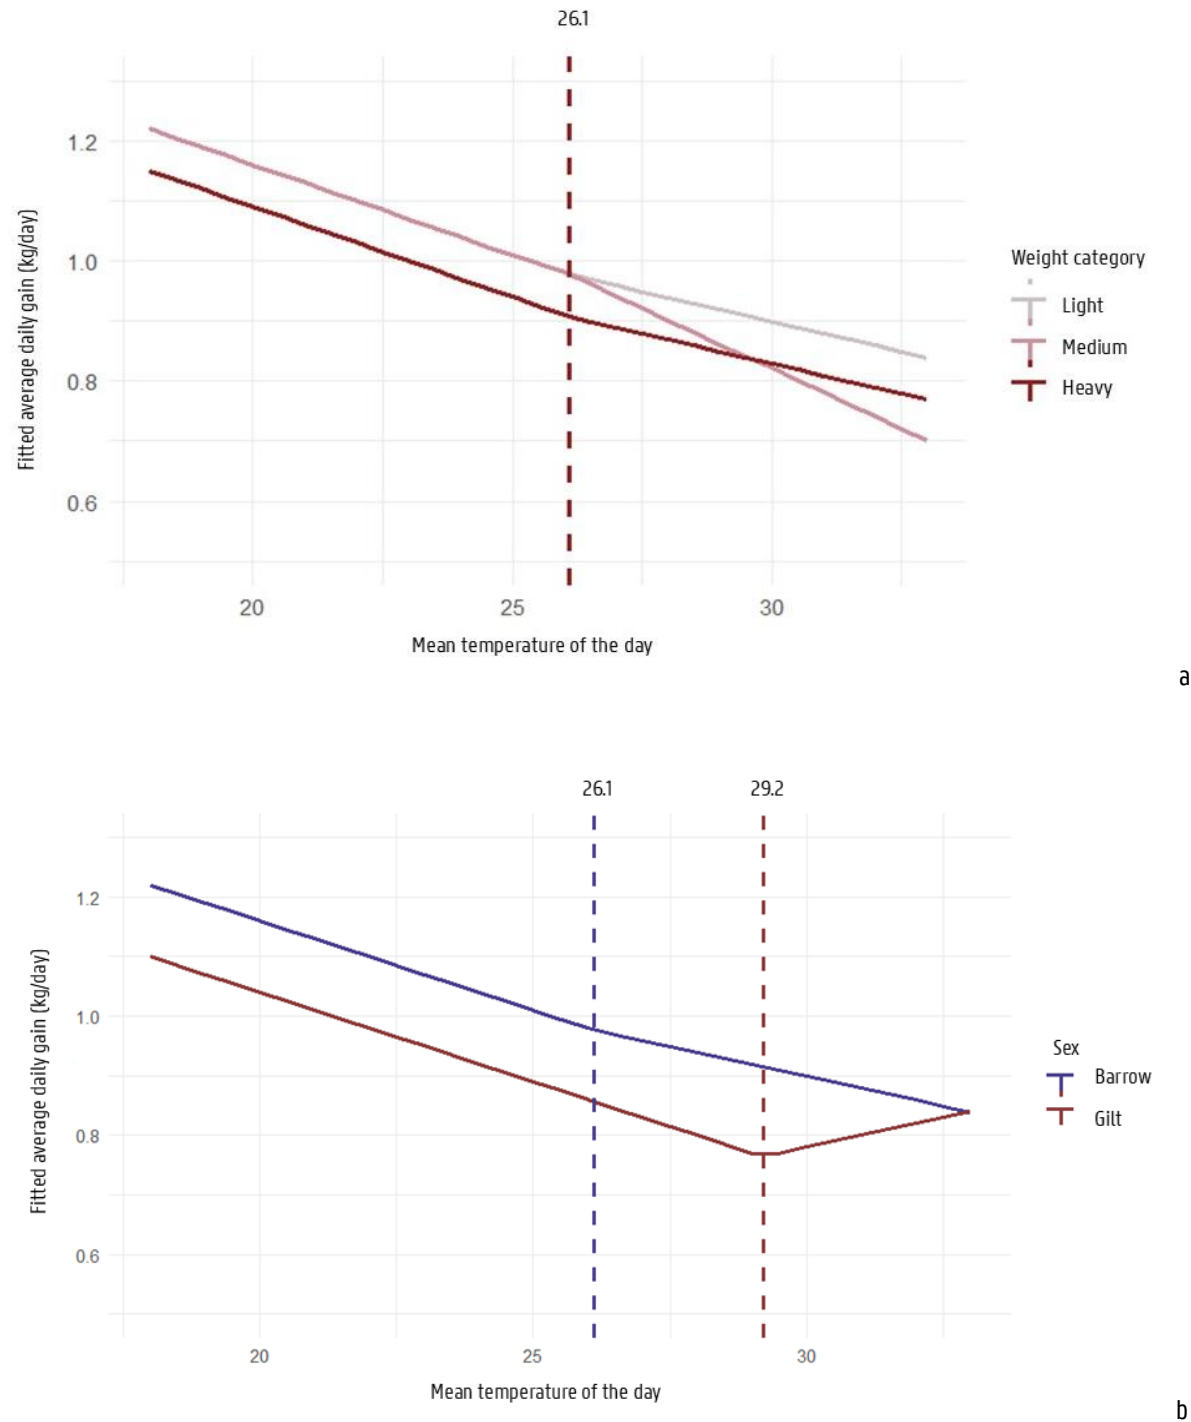 26.1
1.2
1.0
0.8
0.6
Fitted average daily gain (kg/day)
20 25 30
Mean temperature of the day
Weight category
Light
Medium
Heavy
a
26.1 29.2
1.2
1.0
0.8
0.6
Fitted average daily gain (kg/day)
20 25 30
Mean temperature of the day
Sex
Barrow
Gilt
b